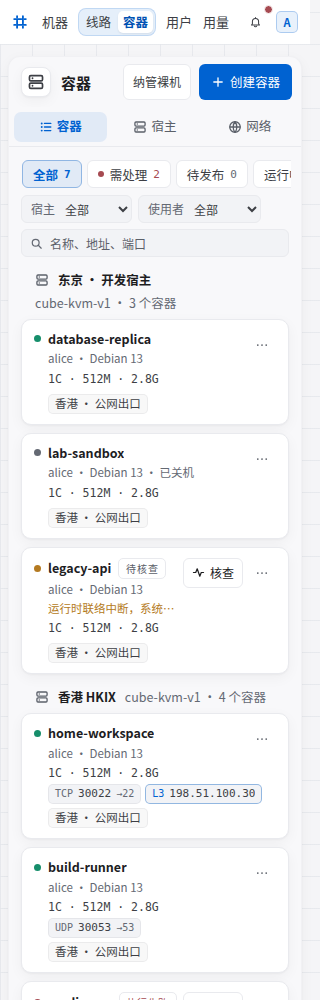 机器 线路 容器 用户 用量 A
容器 纳管裸机 创建容器
容器 宿主 网络
全部 7 需处理 2 待发布 0
宿主 全部 使用者 全部
名称、地址、端口
东京 · 开发宿主
cube-kvm-v1 · 3 个容器
database-replica ...
alice · Debian 13
1C · 512M · 2.8G
香港 · 公网出口
lab-sandbox ...
alice · Debian 13 · 已关机
1C · 512M · 2.8G
香港 · 公网出口
legacy-api 待核查 核查 ...
alice · Debian 13
运行时联络中断，系统…
1C · 512M · 2.8G
香港 · 公网出口
香港 HKIX cube-kvm-v1 · 4 个容器
home-workspace ...
alice · Debian 13
1C · 512M · 2.8G
TCP 30022 →22 L3 198.51.100.30
香港 · 公网出口
build-runner ...
alice · Debian 13
1C · 512M · 2.8G
UDP 30053 →53
香港 · 公网出口